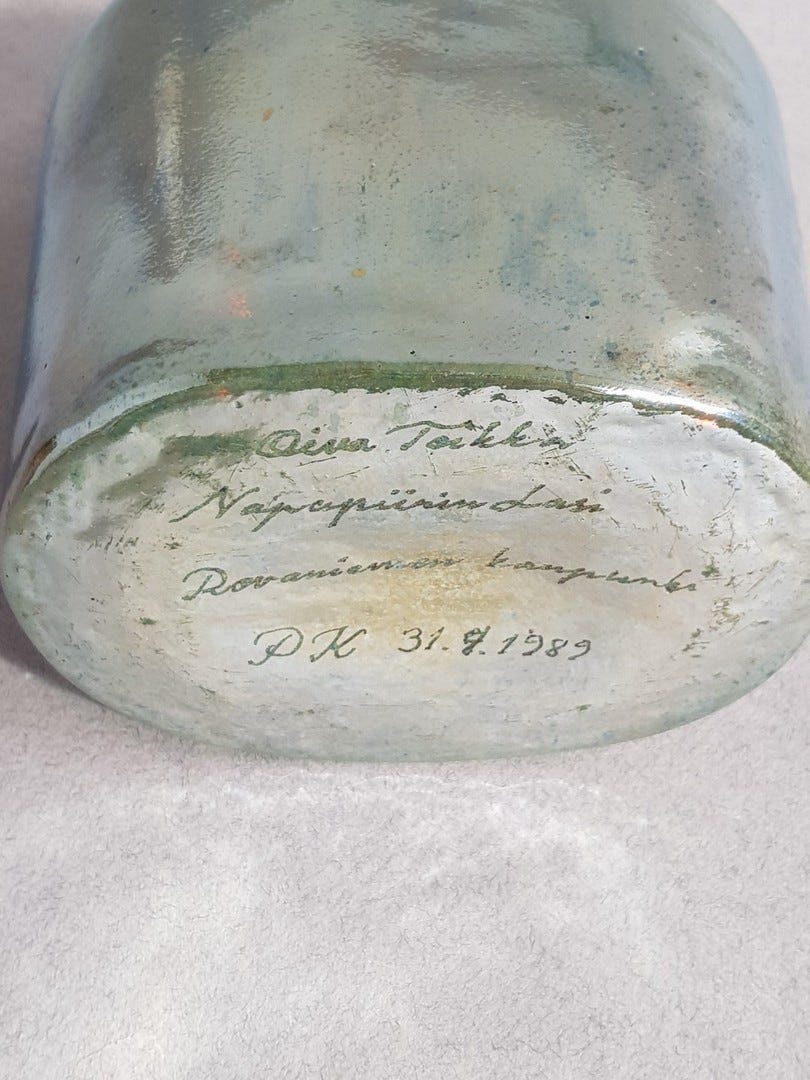 Oiva Toikka
Napapiirin Lasi
Rovaniemen kaupunki
PK 31.7.1989